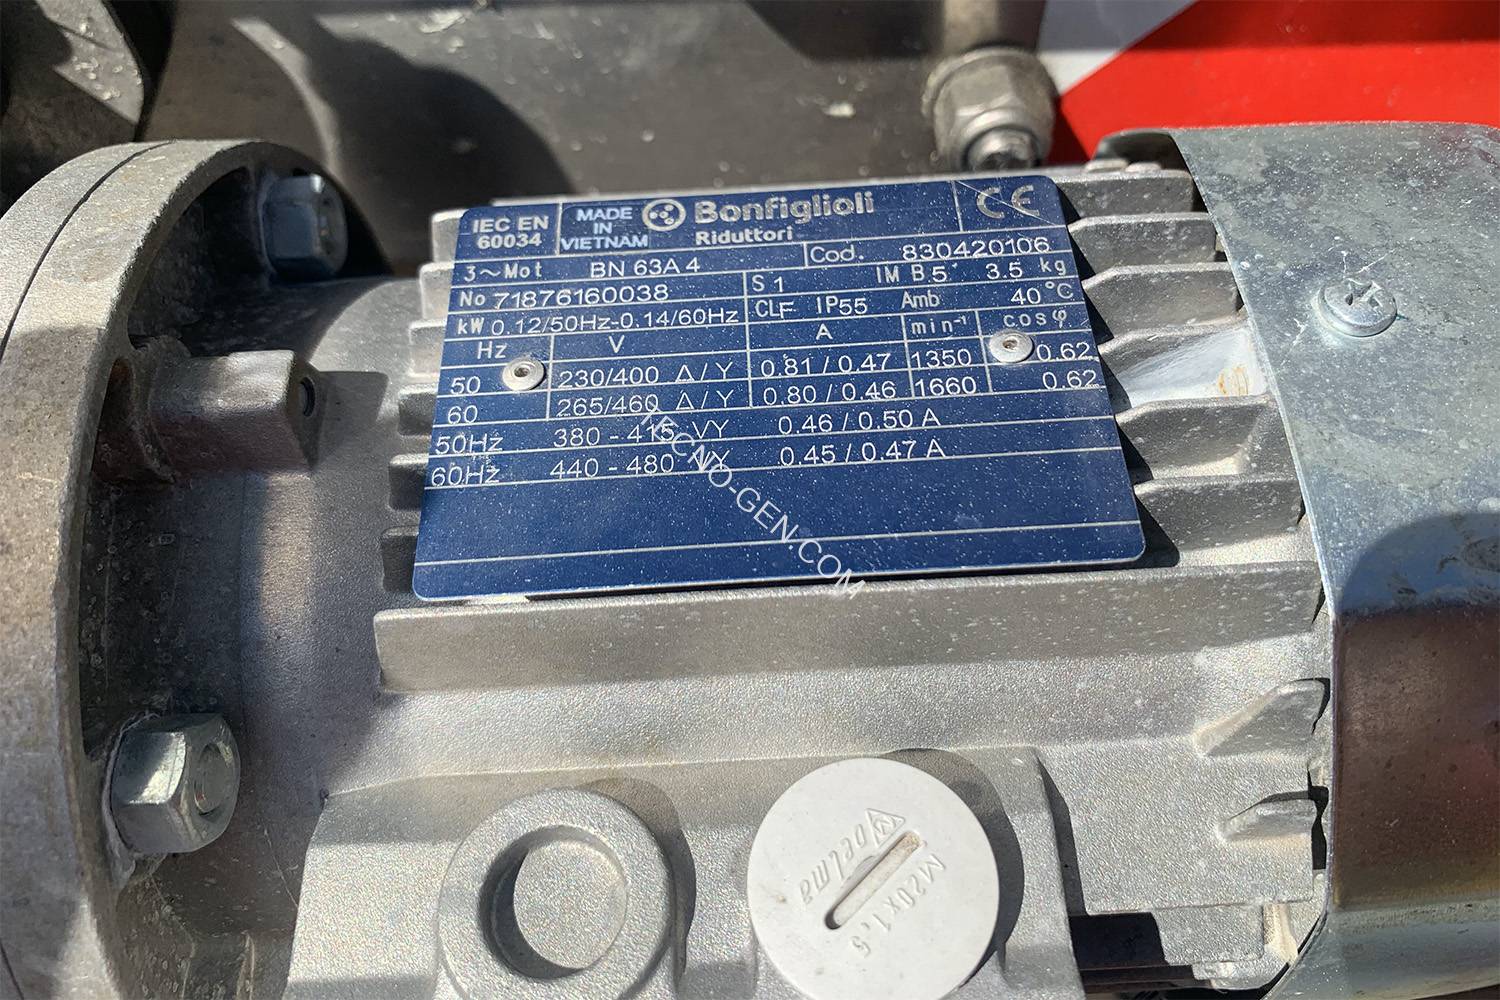 IEC EN
60034
MADE
IN
VIETNAM
Bonfiglioli
Riduttori
CE
3~Mot BN 63A 4 Cod. 830420106
No 71876160038 S 1 IM B5 3.5 kg
kW 0.12/50Hz-0.14/60Hz CLF IP55 Amb 40°C
Hz V A min⁻¹ cosφ
50 230/400 Δ/Y 0.81/0.47 1350 0.62
60 265/460 Δ/Y 0.80/0.46 1660 0.62
50Hz 380 - 415 VY 0.46/0.50 A
60Hz 440 - 480 VY 0.45/0.47 A
TECNO-GEN.COM
M20x1,5